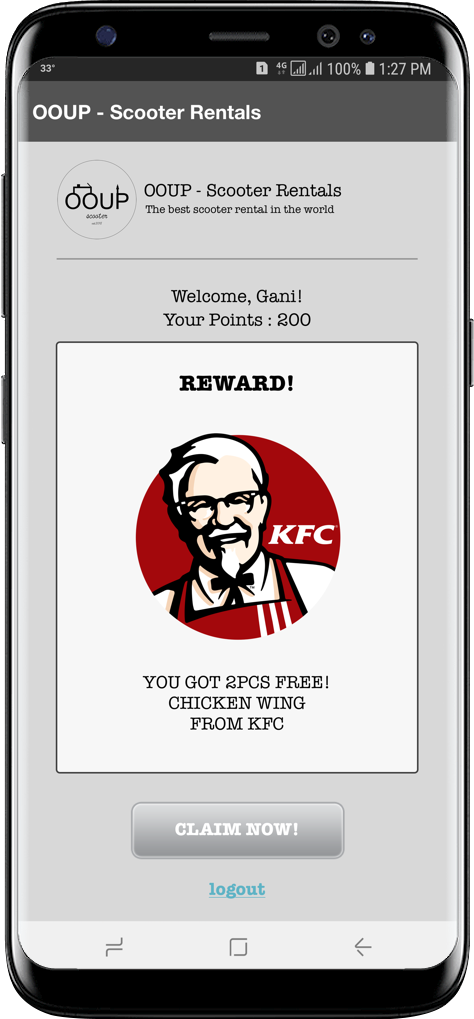 33°
1 4G 100% 1:27 PM
OOUP - Scooter Rentals
OOUP
scooter
OOUP - Scooter Rentals
The best scooter rental in the world
Welcome, Gani!
Your Points : 200
REWARD!
KFC
YOU GOT 2PCS FREE!
CHICKEN WING
FROM KFC
CLAIM NOW!
logout